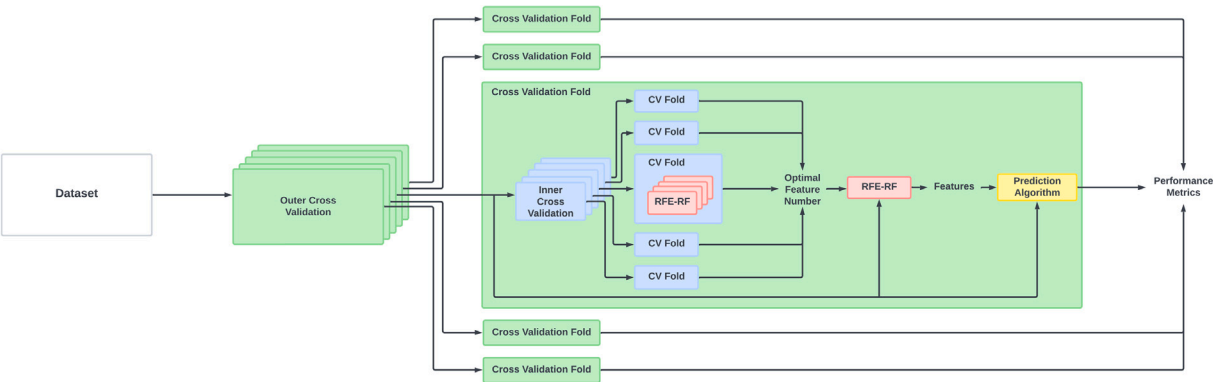 Cross Validation Fold
Cross Validation Fold
Cross Validation Fold
CV Fold
CV Fold
CV Fold
RFE-RF
CV Fold
CV Fold
Dataset
Outer Cross
Validation
Inner
Cross
Validation
Optimal
Feature
Number
RFE-RF
Features
Prediction
Algorithm
Performance
Metrics
Cross Validation Fold
Cross Validation Fold